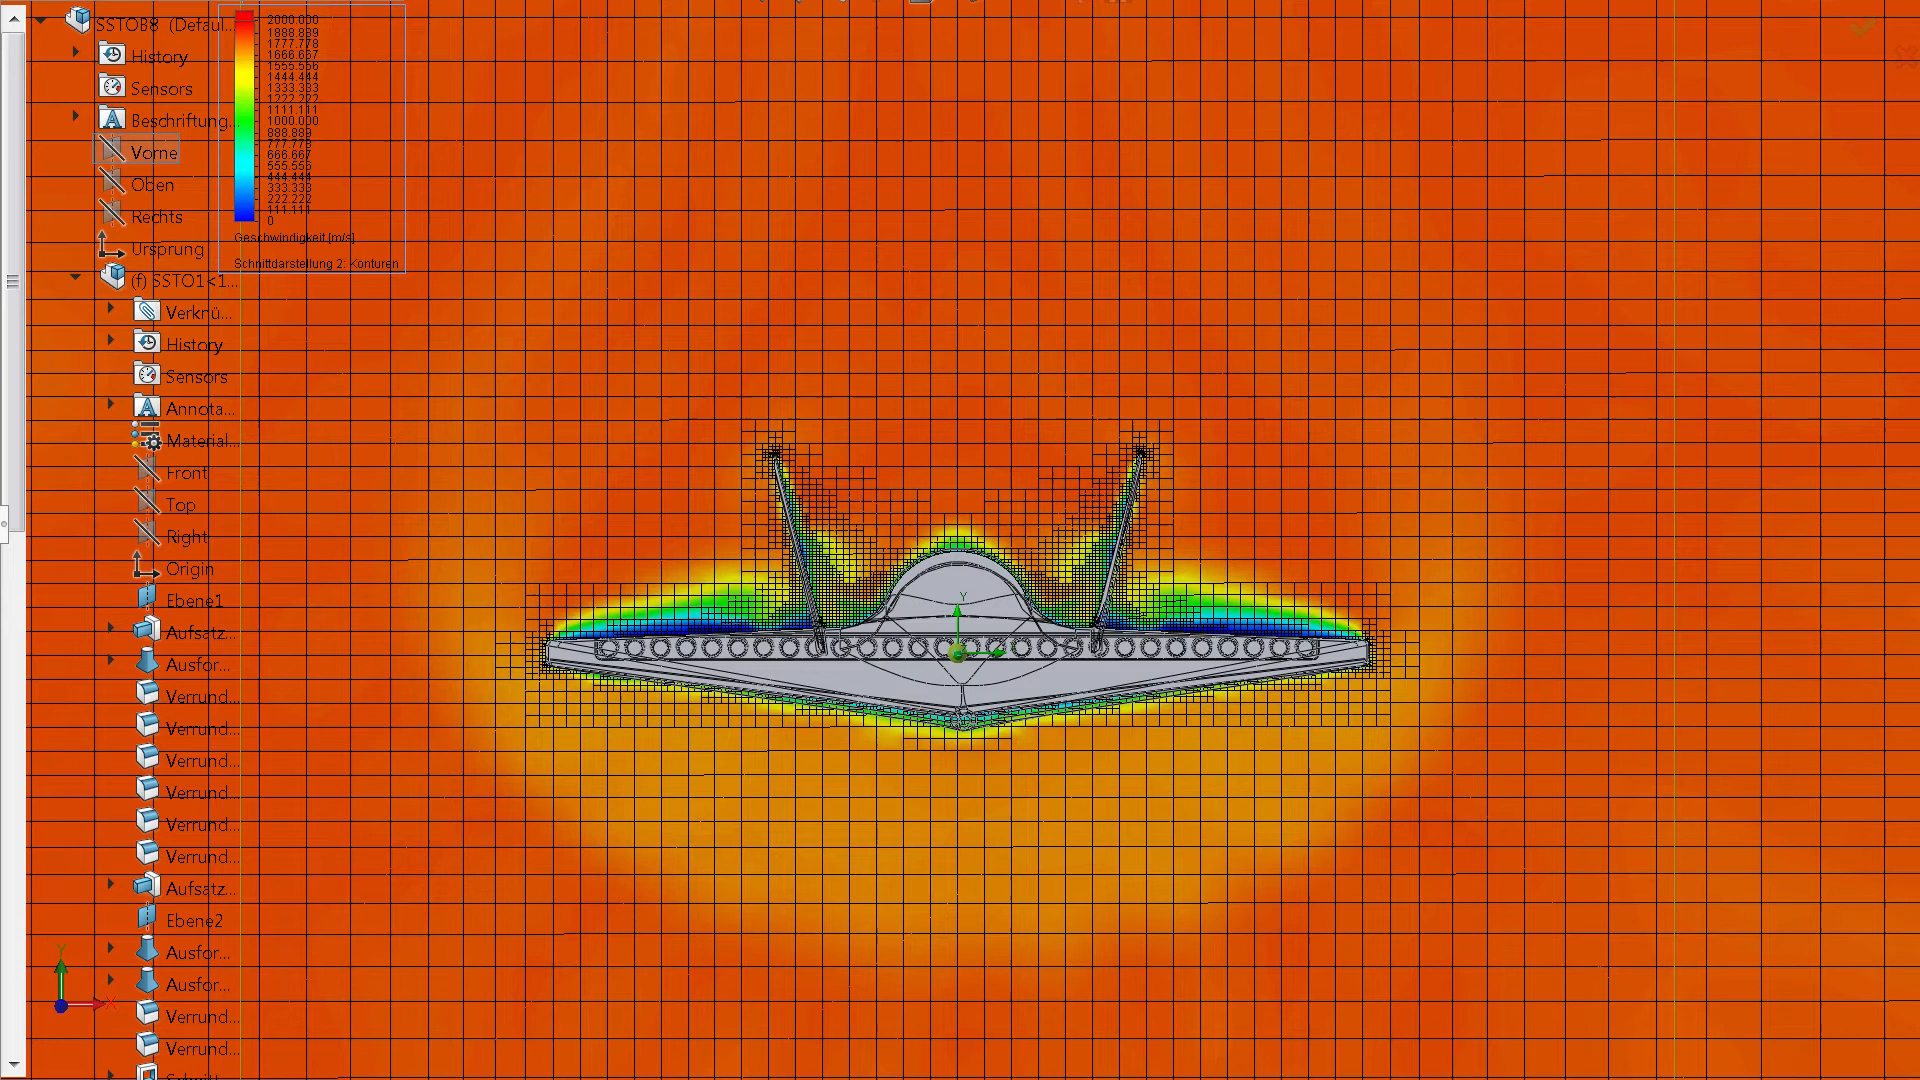 SSTOB8 (Defaul...
History
Sensors
Beschriftung...
Vorne
Oben
Rechts
Ursprung
(f) SSTO1<1...
Verknü...
History
Sensors
Annota...
Material...
Front
Top
Right
Origin
Ebene1
Aufsatz...
Ausfor...
Verrund...
Verrund...
Verrund...
Verrund...
Verrund...
Verrund...
Aufsatz...
Ebene2
Ausfor...
Ausfor...
Verrund...
Verrund...
2000.000
1888.889
1777.778
1666.667
1555.556
1444.444
1333.333
1222.222
1111.111
1000.000
888.889
777.778
666.667
555.556
444.444
333.333
222.222
111.111
0
Geschwindigkeit [m/s]
Schnittdarstellung 2: Konturen
Y
Y
X